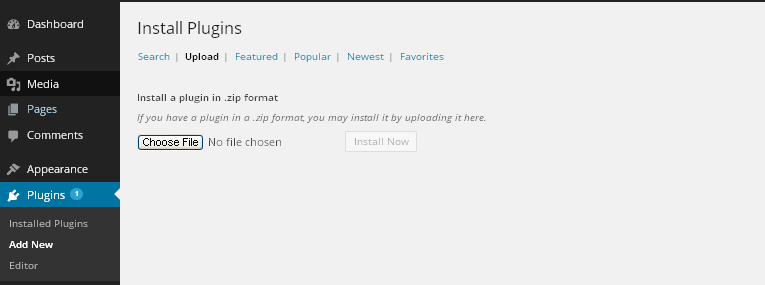 Dashboard
Posts
Media
Pages
Comments
Appearance
Plugins 1
Installed Plugins
Add New
Editor
Install Plugins
Search | Upload | Featured | Popular | Newest | Favorites
Install a plugin in .zip format
If you have a plugin in a .zip format, you may install it by uploading it here.
Choose File No file chosen Install Now